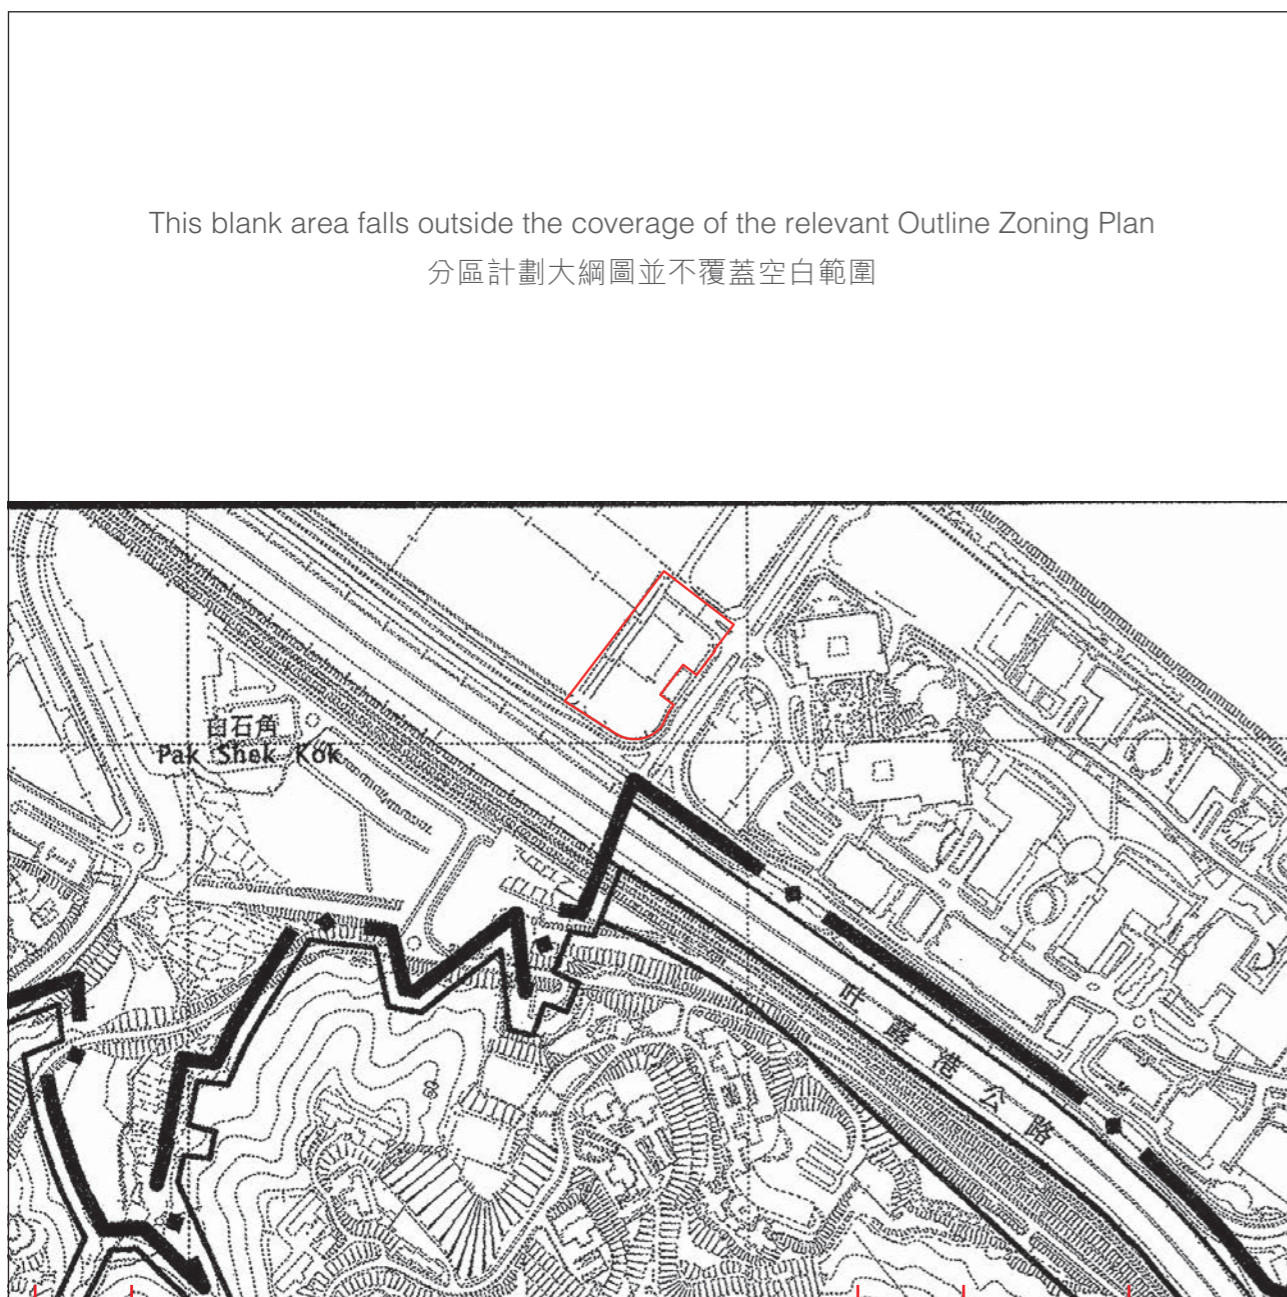 This blank area falls outside the coverage of the relevant Outline Zoning Plan
分區計劃大綱圖並不覆蓋空白範圍
白石角
Pak Shek Kok
吐露港公路